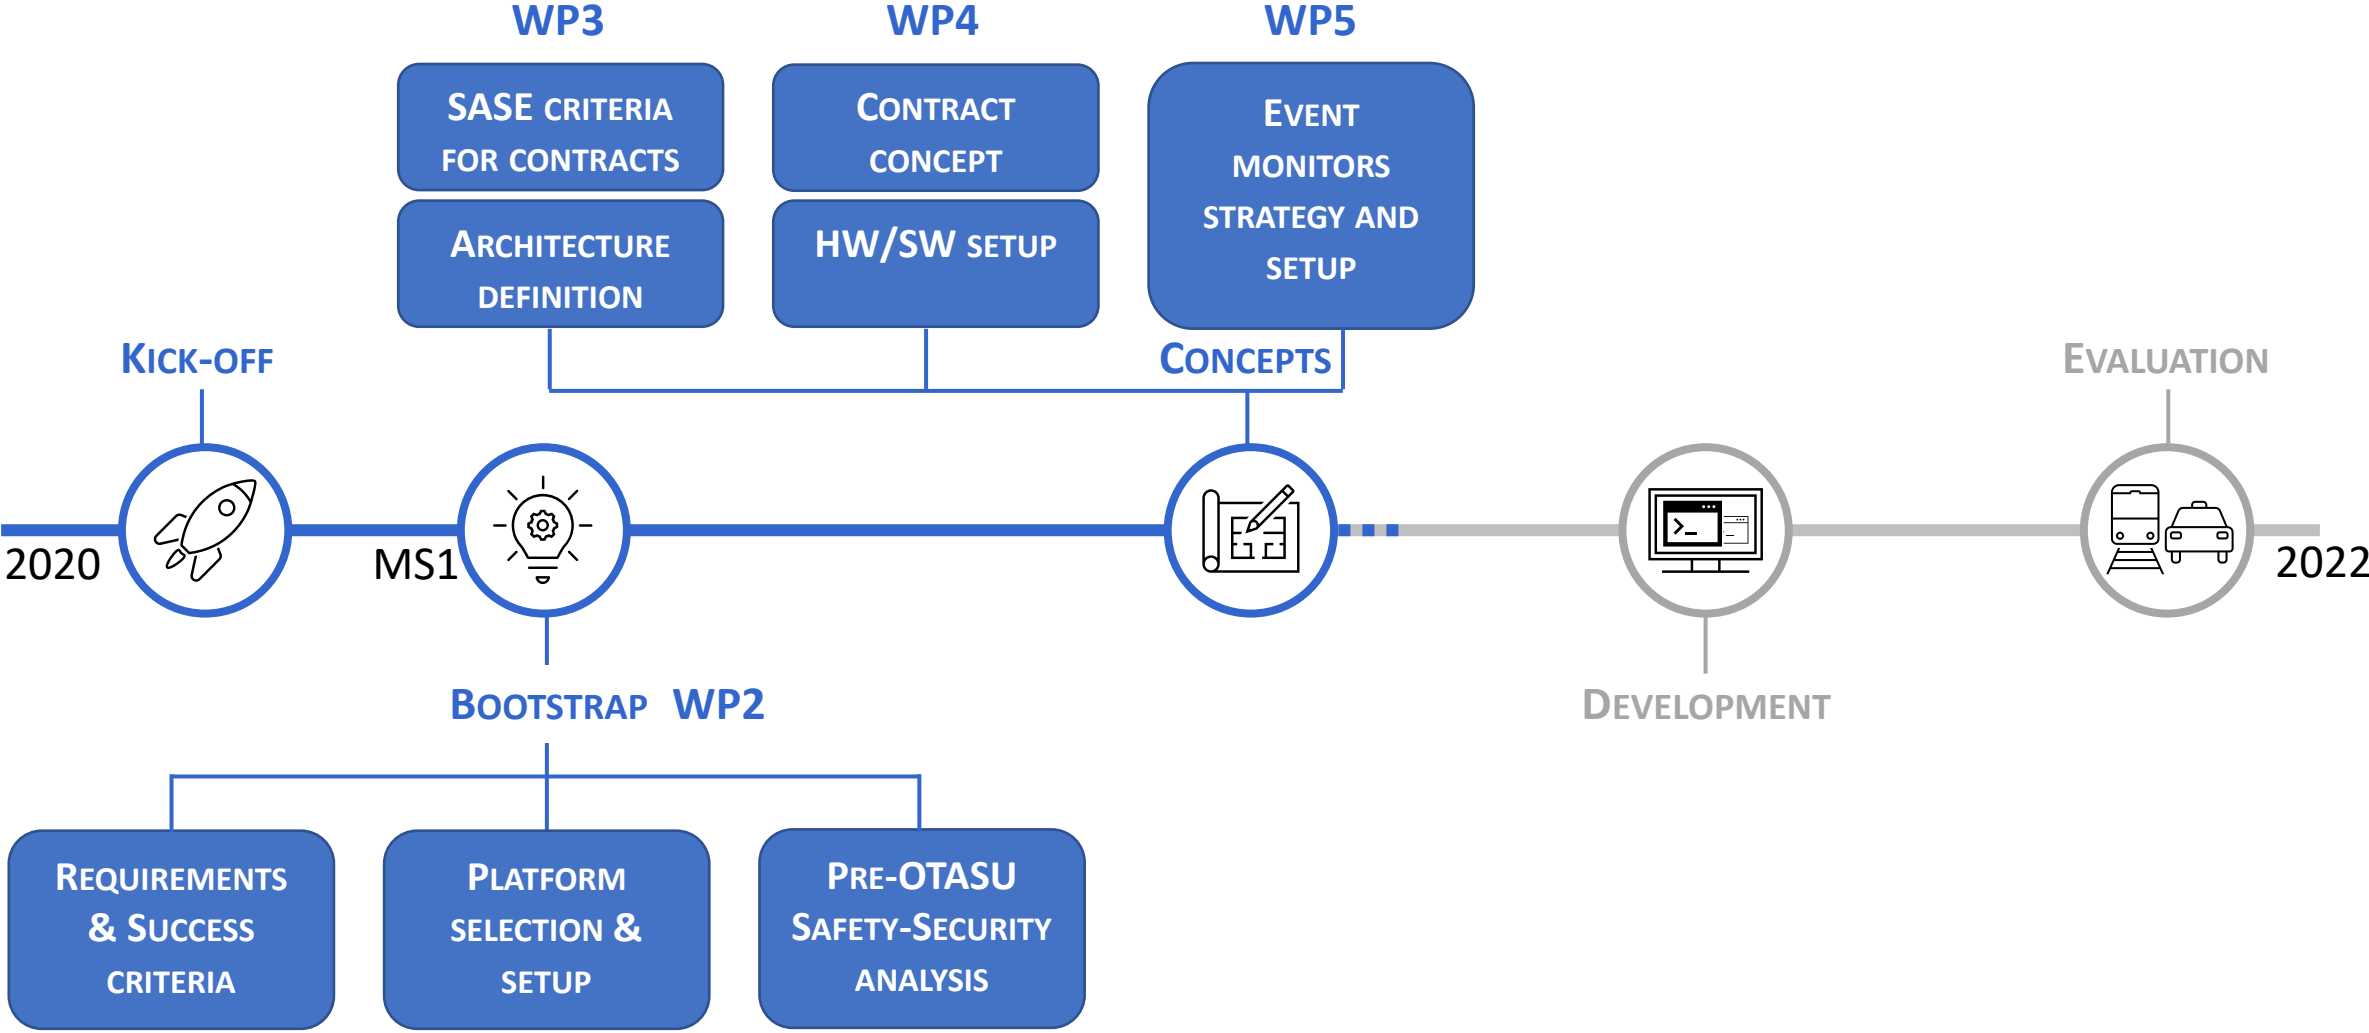 WP3
WP4
WP5
SASE CRITERIA
FOR CONTRACTS
CONTRACT
CONCEPT
EVENT
MONITORS
STRATEGY AND
SETUP
ARCHITECTURE
DEFINITION
HW/SW SETUP
KICK-OFF
CONCEPTS
EVALUATION
2020
MS1
2022
BOOTSTRAP WP2
DEVELOPMENT
REQUIREMENTS
& SUCCESS
CRITERIA
PLATFORM
SELECTION &
SETUP
PRE-OTASU
SAFETY-SECURITY
ANALYSIS